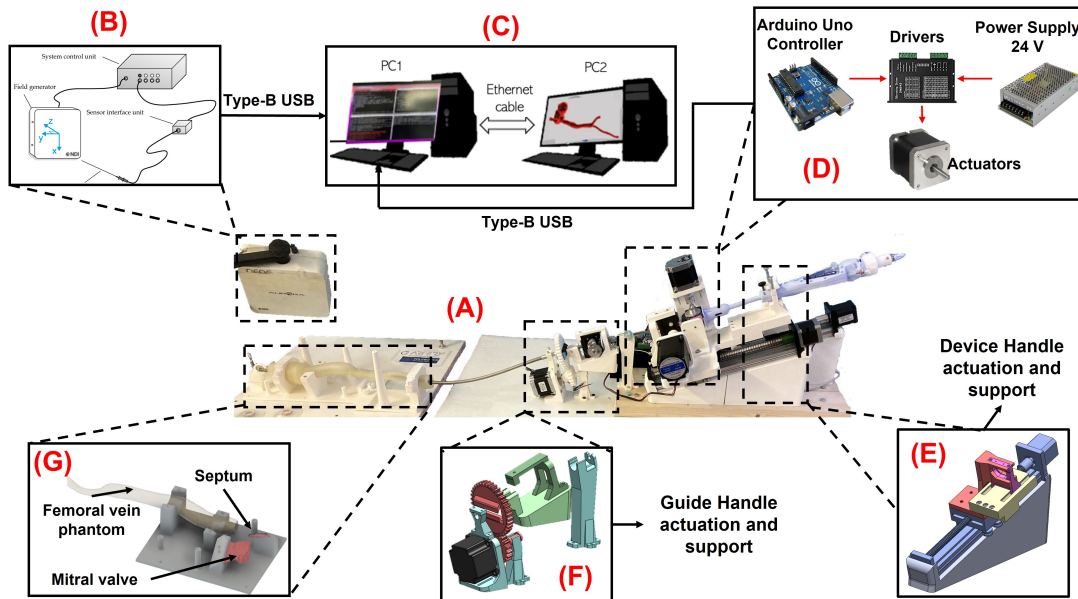 (B)
System control unit
Field generator
Sensor interface unit
z
y
x
NDI
Type-B USB
(C)
PC1
Ethernet
cable
PC2
Type-B USB
Arduino Uno
Controller
Drivers
Power Supply
24 V
Actuators
(D)
(A)
Device Handle
actuation and
support
(E)
(G)
Septum
Femoral vein
phantom
Mitral valve
(F)
Guide Handle
actuation and
support